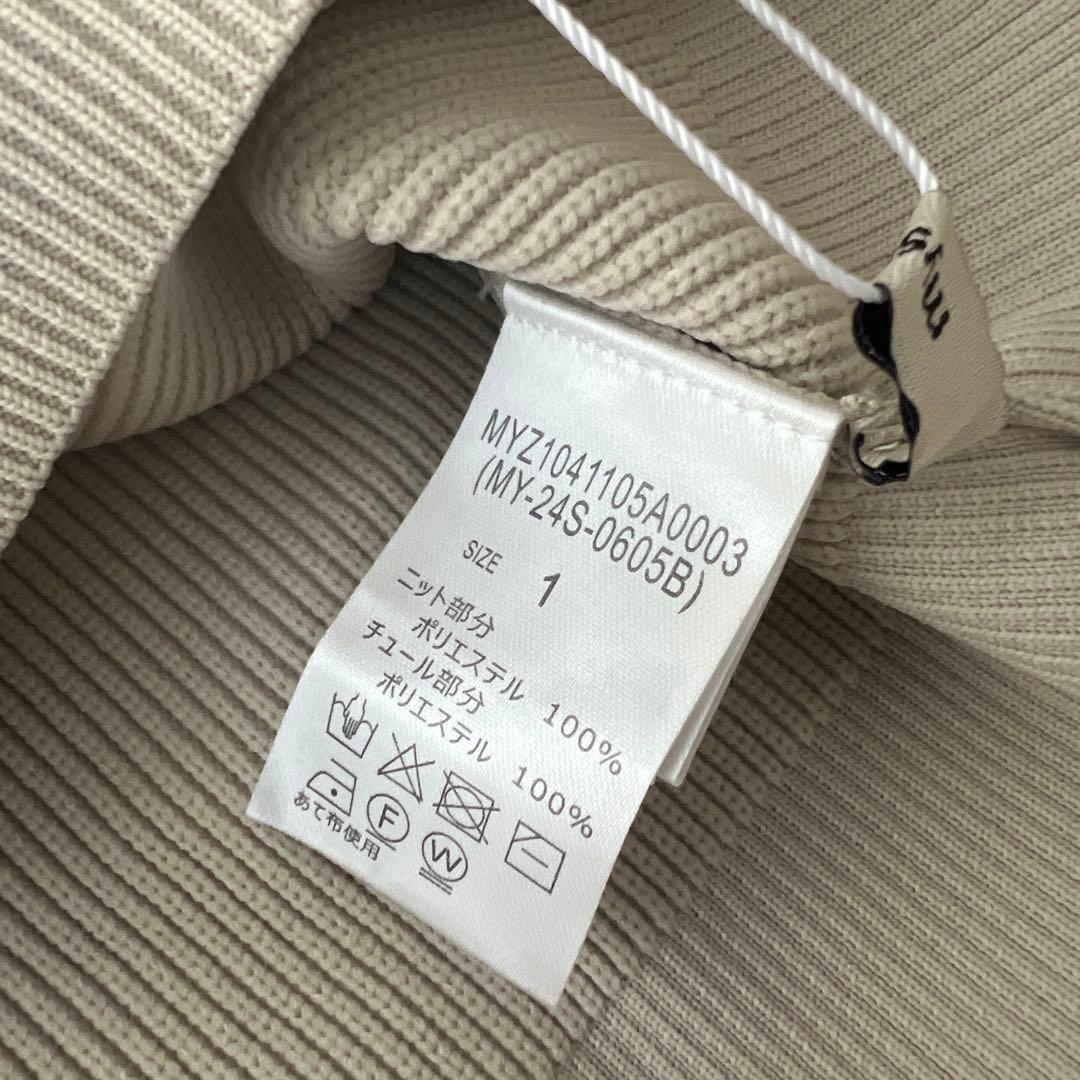 MYZ1041105A0003
(MY-24S-0605B)
SIZE 1
ニット部分
ポリエステル 100%
チュール部分
ポリエステル 100%
あて布使用
F
W